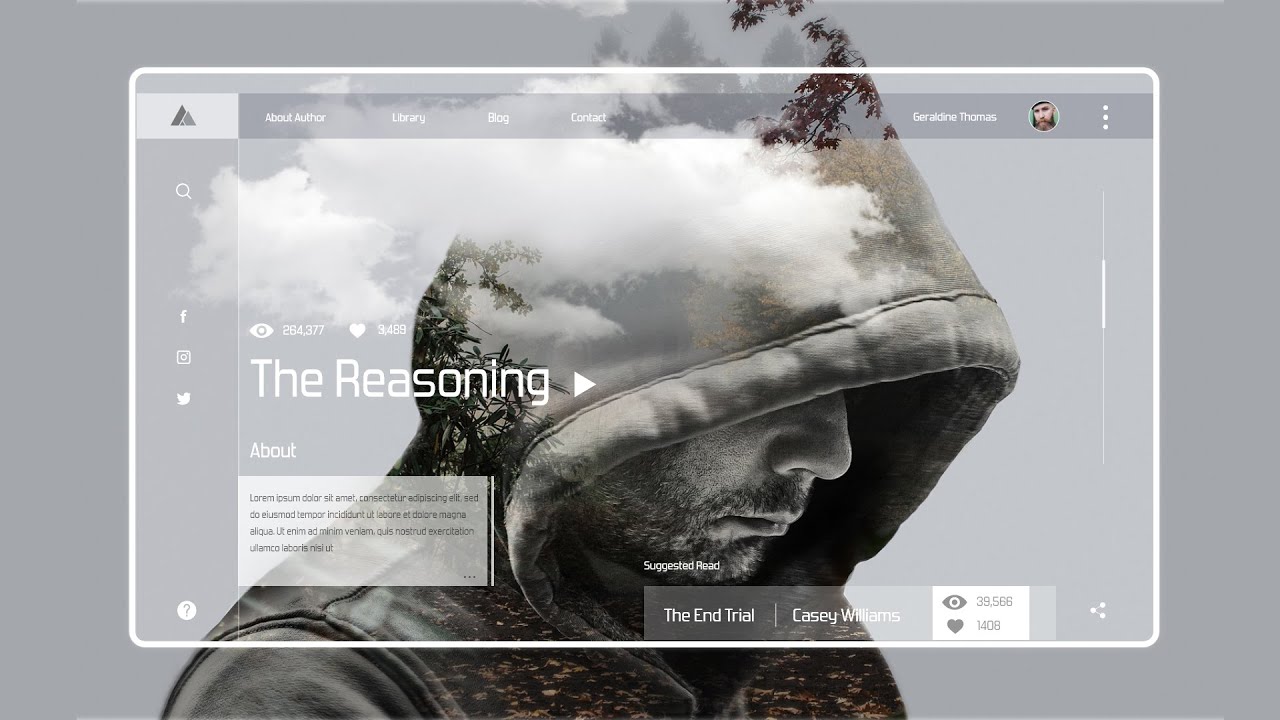 About Author
Library
Blog
Contact
Geraldine Thomas
264,377
3,489
The Reasoning
About
Lorem ipsum dolor sit amet, consectetur adipiscing elit, sed
do eiusmod tempor incididunt ut labore et dolore magna
aliqua. Ut enim ad minim veniam, quis nostrud exercitation
ullamco laboris nisi ut
...
Suggested Read
The End Trial
Casey Williams
39,566
1408
?